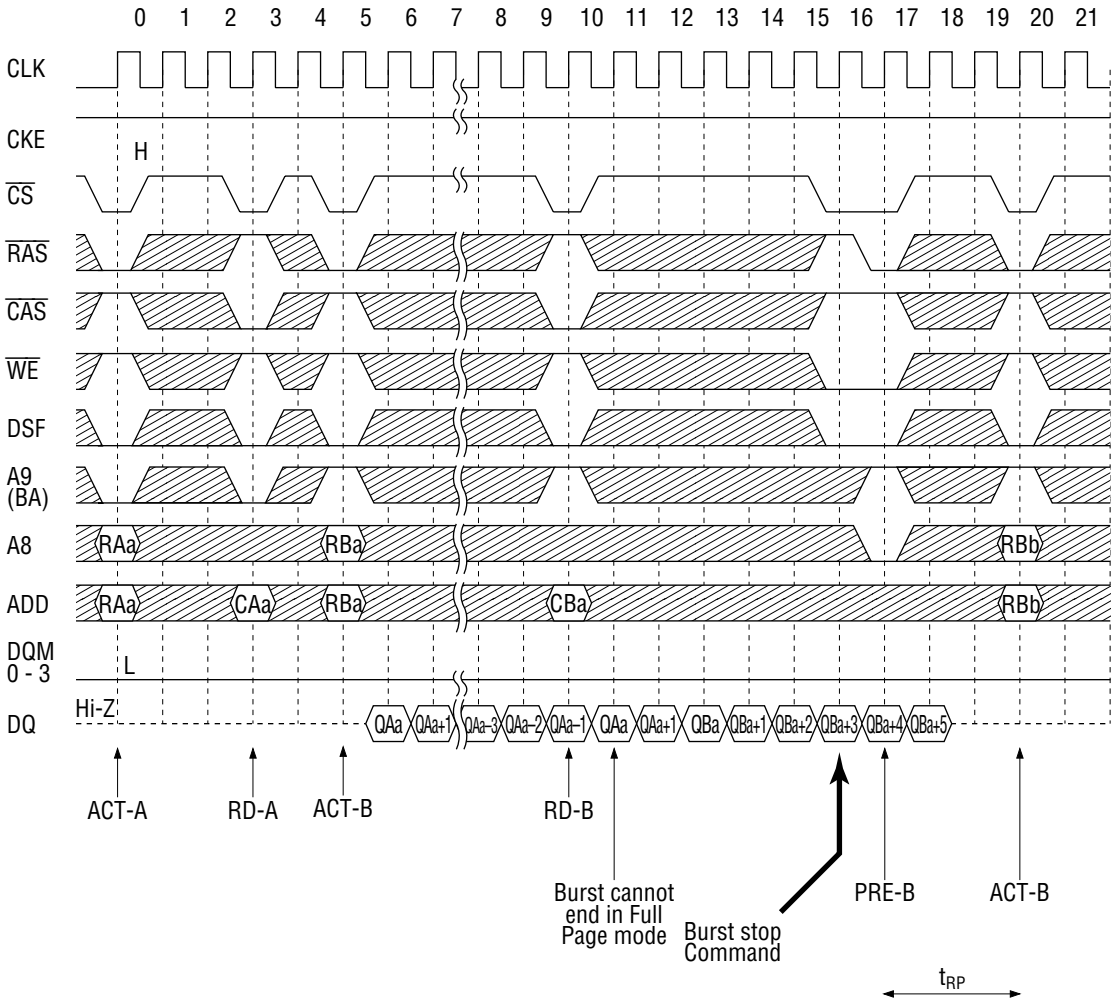 0 1 2 3 4 5 6 7 8 9 10 11 12 13 14 15 16 17 18 19 20 21
CLK
CKE
H
CS
RAS
CAS
WE
DSF
A9
(BA)
A8
RAa RBa RBb
ADD
RAa CAa RBa CBa RBb
DQM
0 - 3
L
DQ
Hi-Z
QAa QAa+1 QAa–3 QAa–2 QAa–1 QAa QAa+1 QBa QBa+1 QBa+2 QBa+3 QBa+4 QBa+5
ACT-A RD-A ACT-B RD-B
Burst cannot
end in Full
Page mode
Burst stop
Command
PRE-B ACT-B
tRP